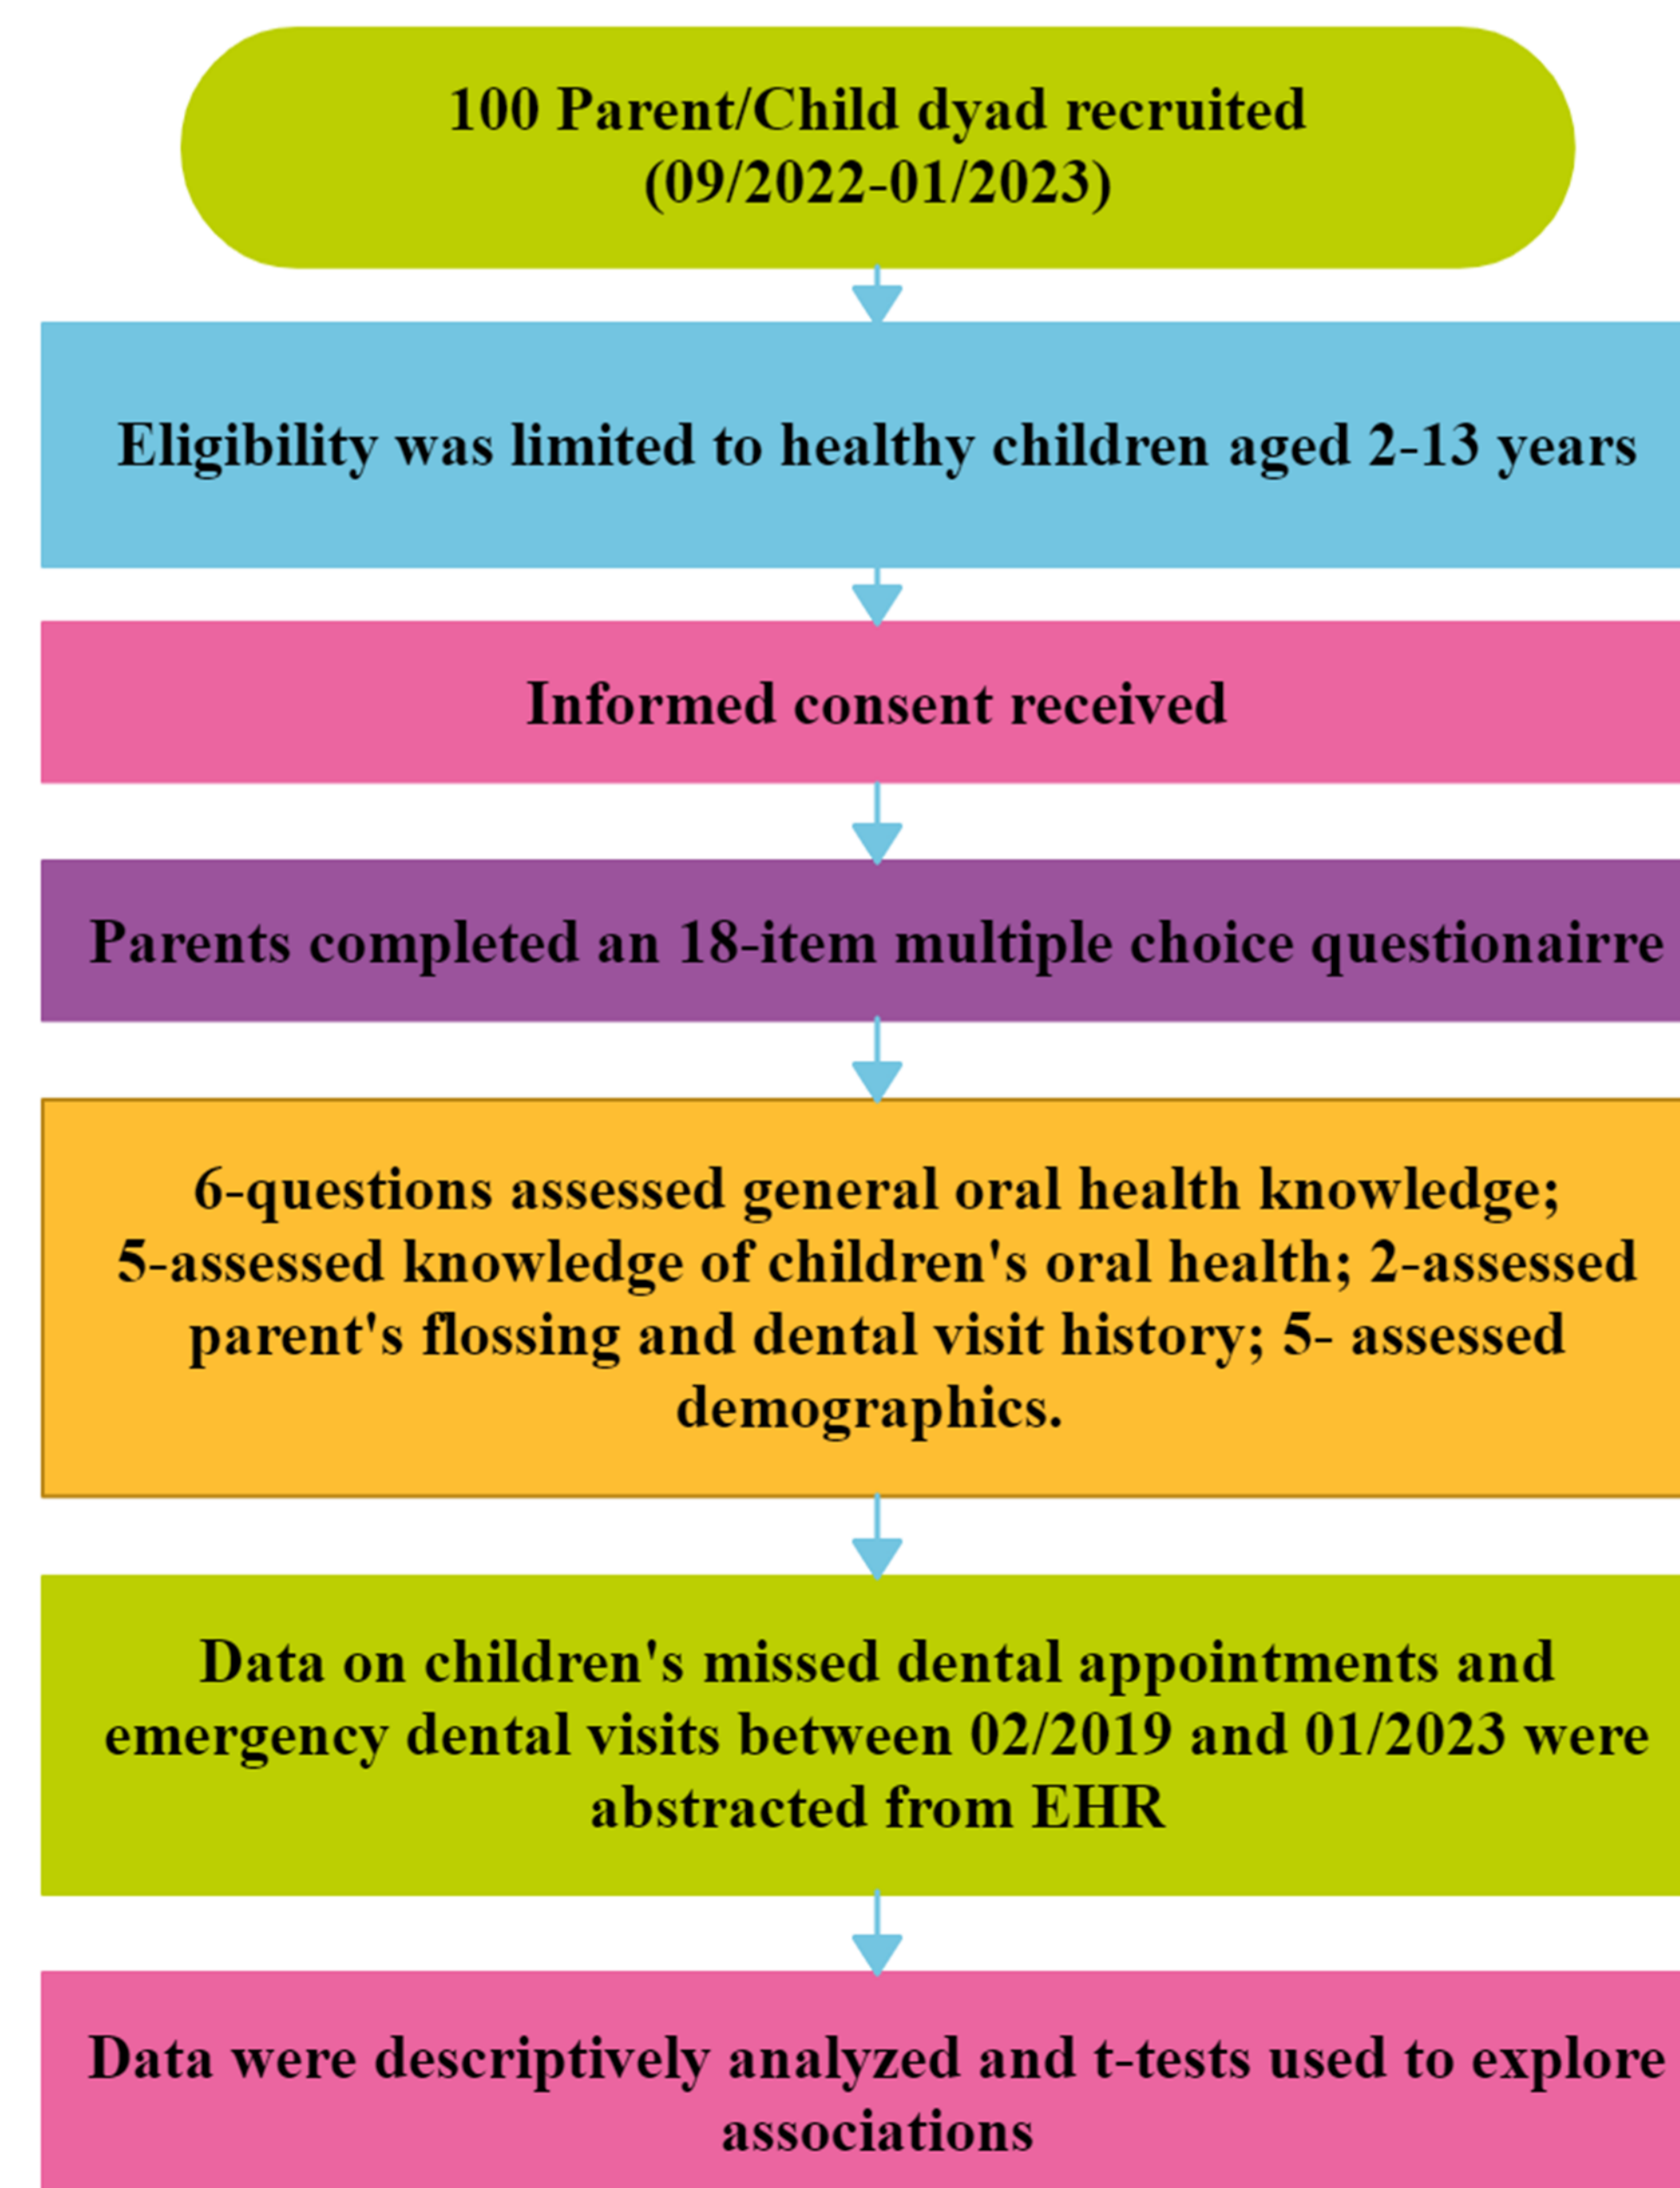 100 Parent/Child dyad recruited
(09/2022-01/2023)
Eligibility was limited to healthy children aged 2-13 years
Informed consent received
Parents completed an 18-item multiple choice questionairre
6-questions assessed general oral health knowledge;
5-assessed knowledge of children's oral health; 2-assessed
parent's flossing and dental visit history; 5- assessed
demographics.
Data on children's missed dental appointments and
emergency dental visits between 02/2019 and 01/2023 were
abstracted from EHR
Data were descriptively analyzed and t-tests used to explore
associations